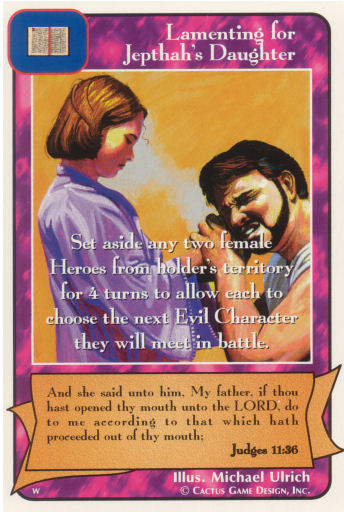 Lamenting for
Jepthah's Daughter
Set aside any two female
Heroes from holder's territory
for 4 turns to allow each to
choose the next Evil Character
they will meet in battle.
And she said unto him, My father, if thou
hast opened thy mouth unto the LORD, do
to me according to that which hath
proceeded out of thy mouth;
Judges 11:36
Illus. Michael Ulrich
W © Cactus Game Design, Inc.